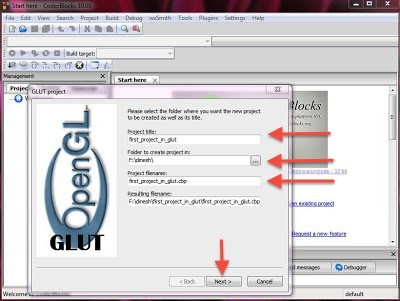 Start here - Code::Blocks 10.05
File Edit View Search Project Build Debug wxSmith Tools Plugins Settings Help
Build target:
Management
Start here
GLUT project
Please select the folder where you want the new project
to be created as well as its title.
Project title:
first_project_in_glut
Folder to create project in:
F:\dinesh\
...
Project filename:
first_project_in_glut.cbp
Resulting filename:
F:\dinesh\first_project_in_glut\first_project_in_glut.cbp
OpenGL
GLUT
Blocks
/unicode - 32 bit
an existing project
Request a new feature
< Back Next > Cancel
d messages Debugger
default